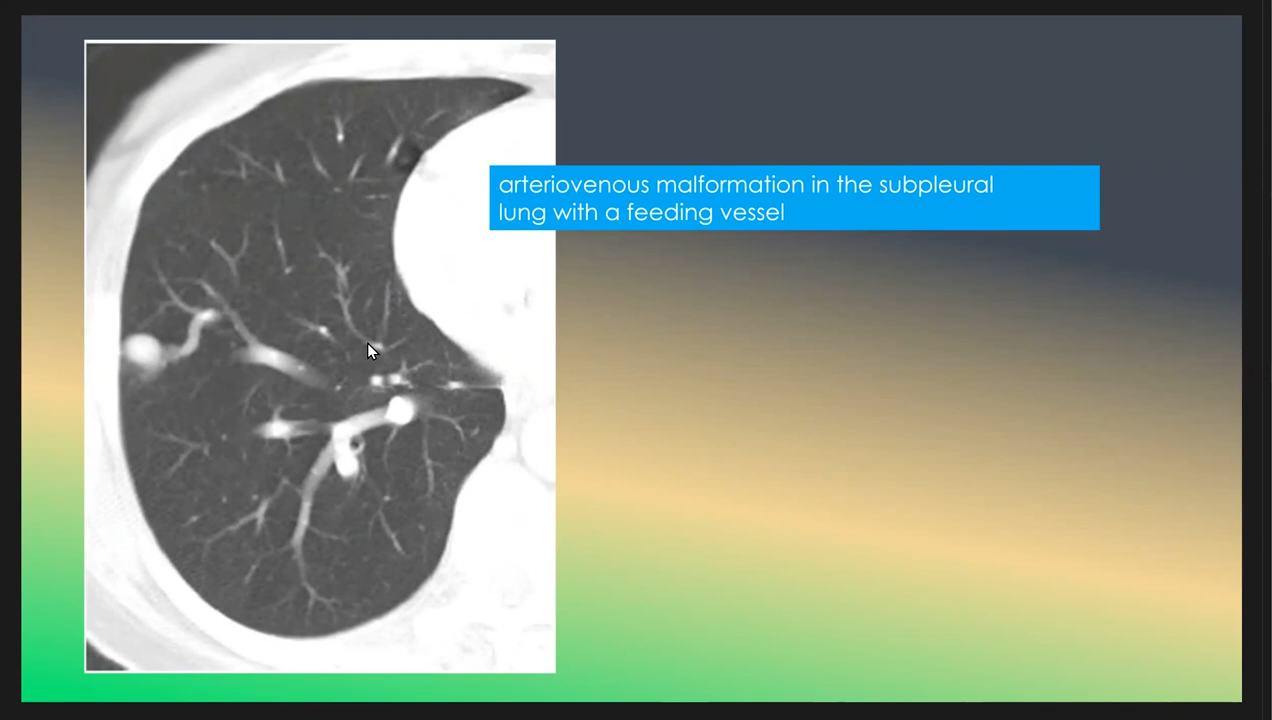 arteriovenous malformation in the subpleural
lung with a feeding vessel